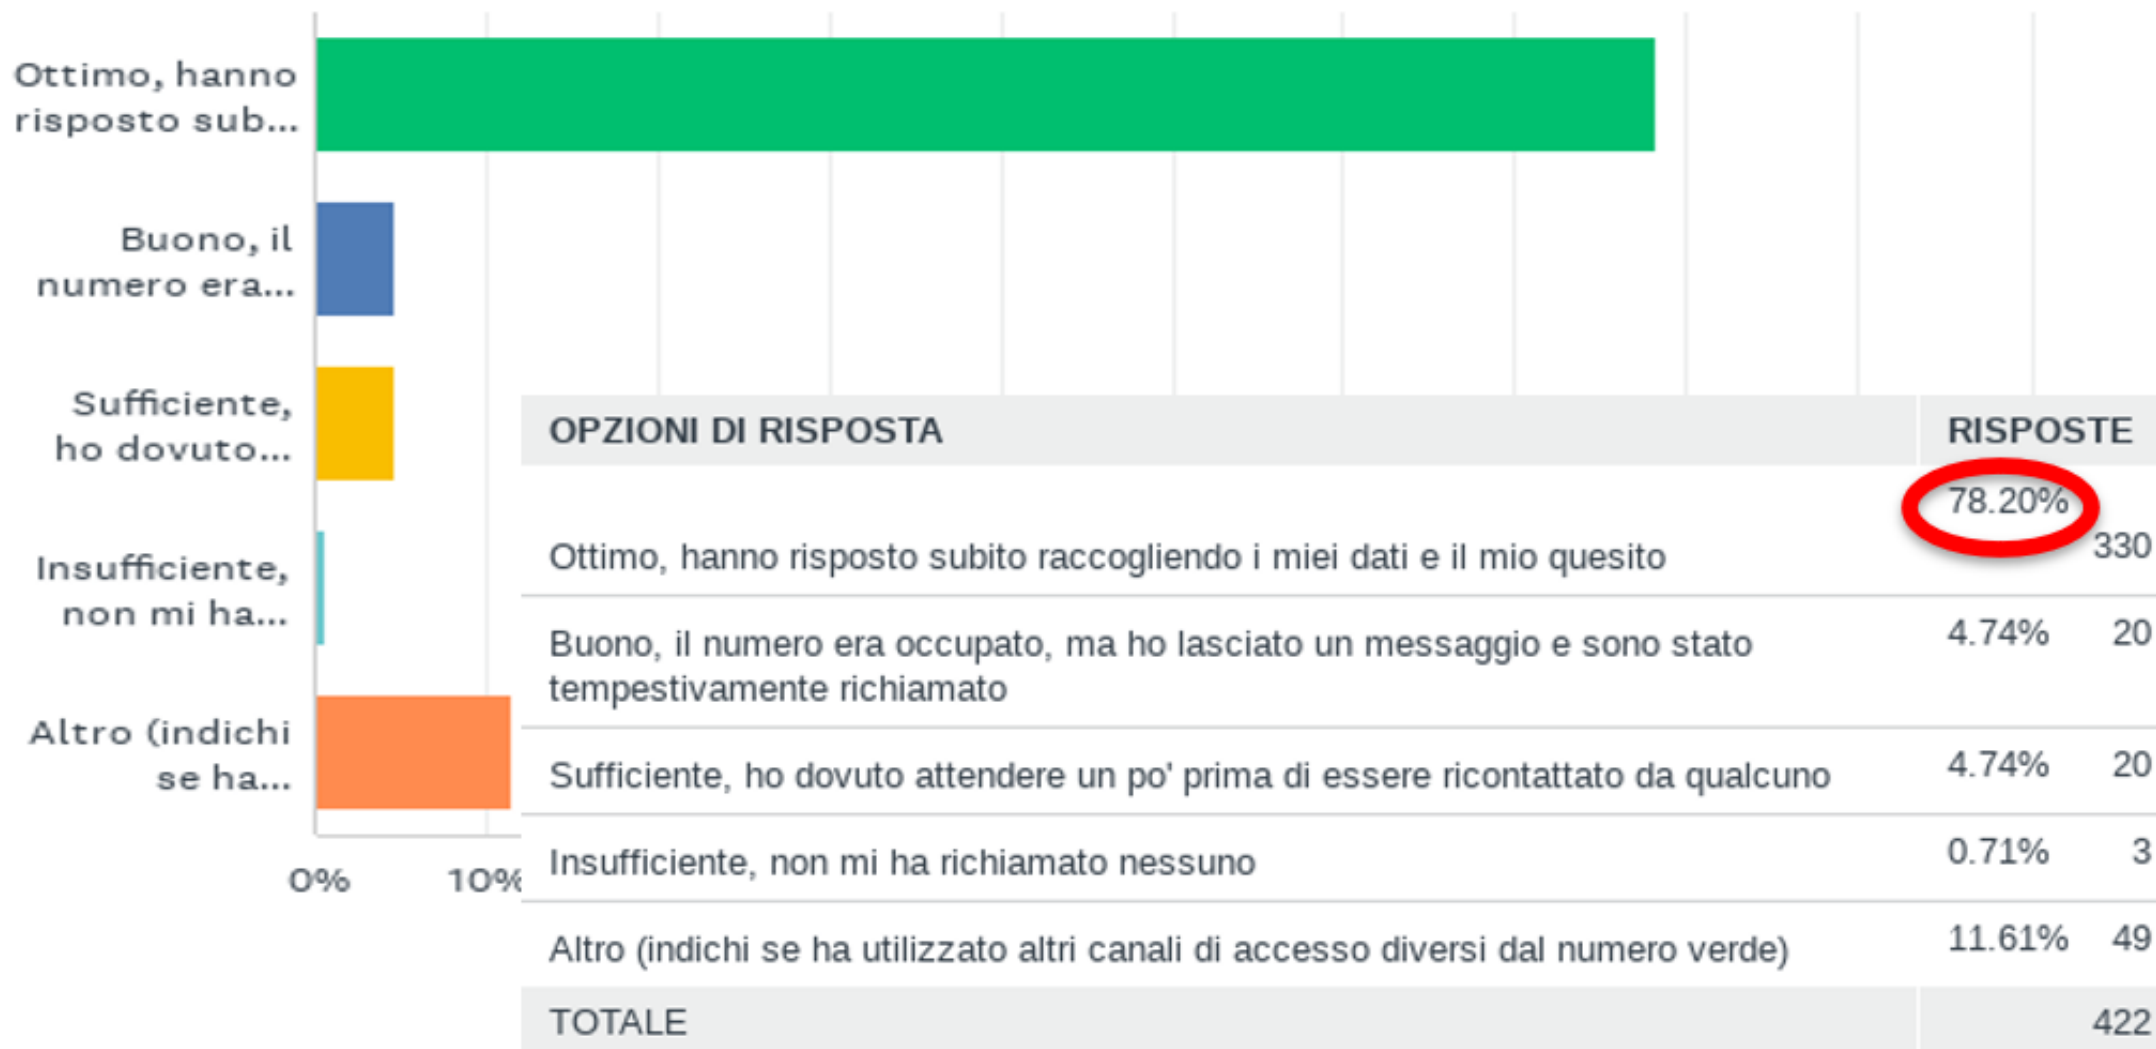 Ottimo, hanno
risposto sub...
Buono, il
numero era...
Sufficiente,
ho dovuto...
Insufficiente,
non mi ha...
Altro (indichi
se ha...
0% 10%
OPZIONI DI RISPOSTA RISPOSTE
78.20%
330
Ottimo, hanno risposto subito raccogliendo i miei dati e il mio quesito
Buono, il numero era occupato, ma ho lasciato un messaggio e sono stato 4.74% 20
tempestivamente richiamato
Sufficiente, ho dovuto attendere un po' prima di essere ricontattato da qualcuno 4.74% 20
Insufficiente, non mi ha richiamato nessuno 0.71% 3
Altro (indichi se ha utilizzato altri canali di accesso diversi dal numero verde) 11.61% 49
TOTALE 422